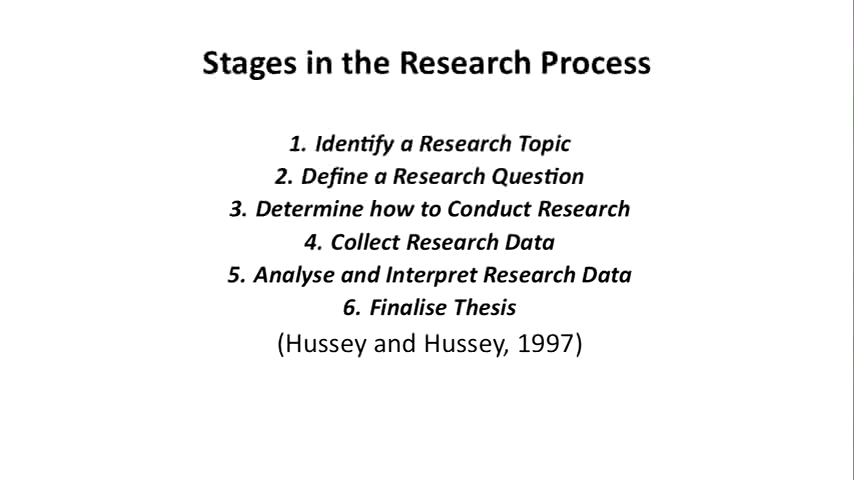 Stages in the Research Process
1. Identify a Research Topic
2. Define a Research Question
3. Determine how to Conduct Research
4. Collect Research Data
5. Analyse and Interpret Research Data
6. Finalise Thesis
(Hussey and Hussey, 1997)